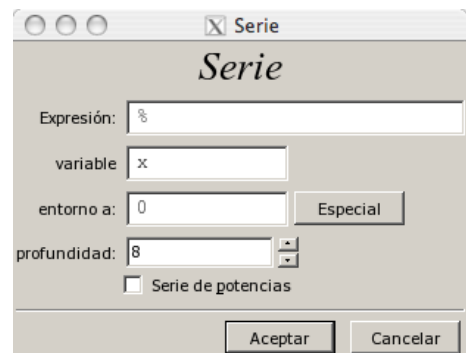 Serie
Serie
Expresión: %
variable x
entorno a: 0 Especial
profundidad: 8
Serie de potencias
Aceptar Cancelar